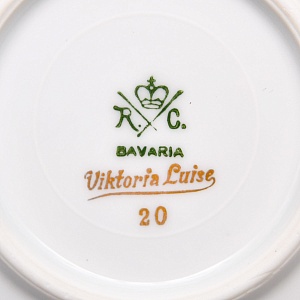 R. C.
BAVARIA
Viktoria Luise
20